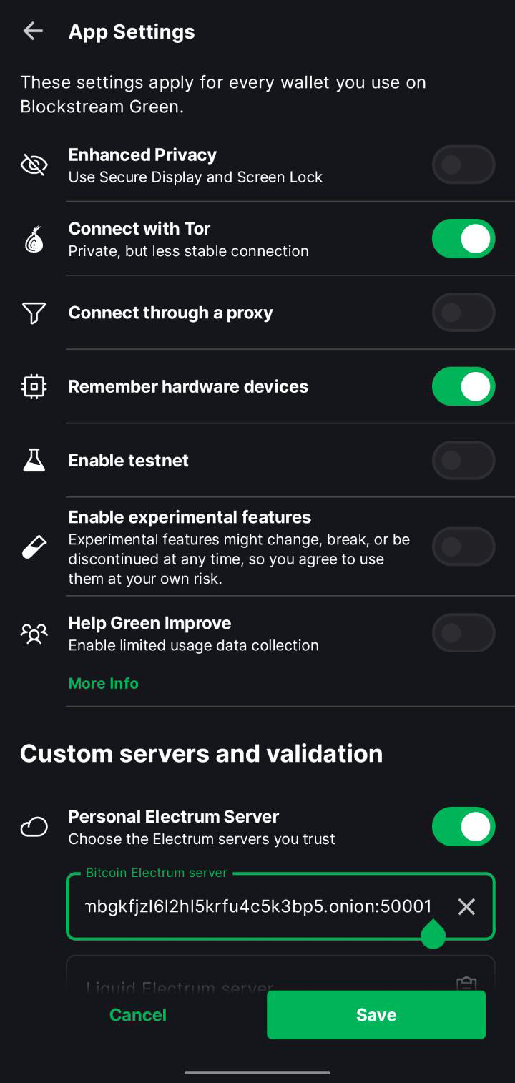 App Settings
These settings apply for every wallet you use on
Blockstream Green.
Enhanced Privacy
Use Secure Display and Screen Lock
Connect with Tor
Private, but less stable connection
Connect through a proxy
Remember hardware devices
Enable testnet
Enable experimental features
Experimental features might change, break, or be
discontinued at any time, so you agree to use
them at your own risk.
Help Green Improve
Enable limited usage data collection
More Info
Custom servers and validation
Personal Electrum Server
Choose the Electrum servers you trust
Bitcoin Electrum server
mbgkfjzl6l2hl5krfu4c5k3bp5.onion:50001
Liquid Electrum server
Cancel
Save